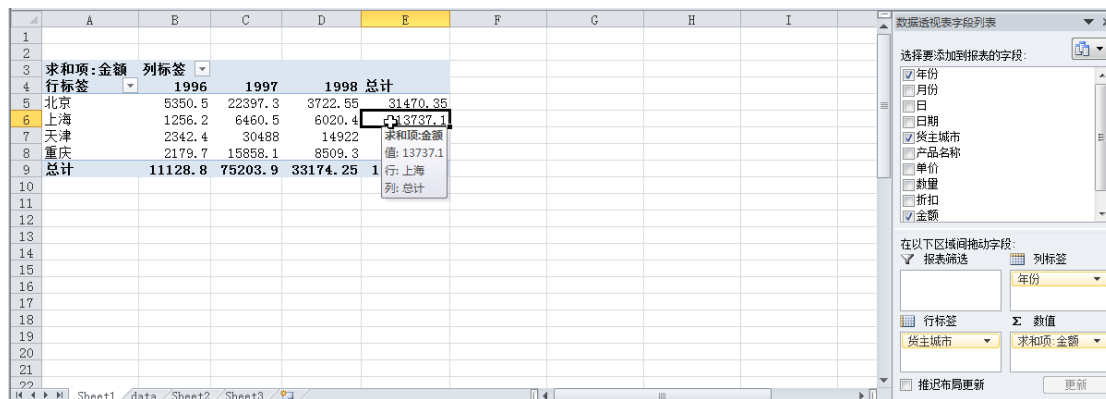 A B C D E F G H I
1
2
3 求和项:金额 列标签
4 行标签 1996 1997 1998 总计
5 北京 5350.5 22397.3 3722.55 31470.35
6 上海 1256.2 6460.5 6020.4 13737.1
7 天津 2342.4 30488 14922
8 重庆 2179.7 15858.1 8509.3
9 总计 11128.8 75203.9 33174.25 1
10
11
12
13
14
15
16
17
18
19
20
21
22
求和项:金额
值: 13737.1
行: 上海
列: 总计
Sheet1 data Sheet2 Sheet3
数据透视表字段列表
选择要添加到报表的字段:
年份
月份
日
日期
货主城市
产品名称
单价
数量
折扣
金额
在以下区域间拖动字段:
报表筛选 列标签
年份
行标签 Σ 数值
货主城市 求和项:金额
推迟布局更新 更新